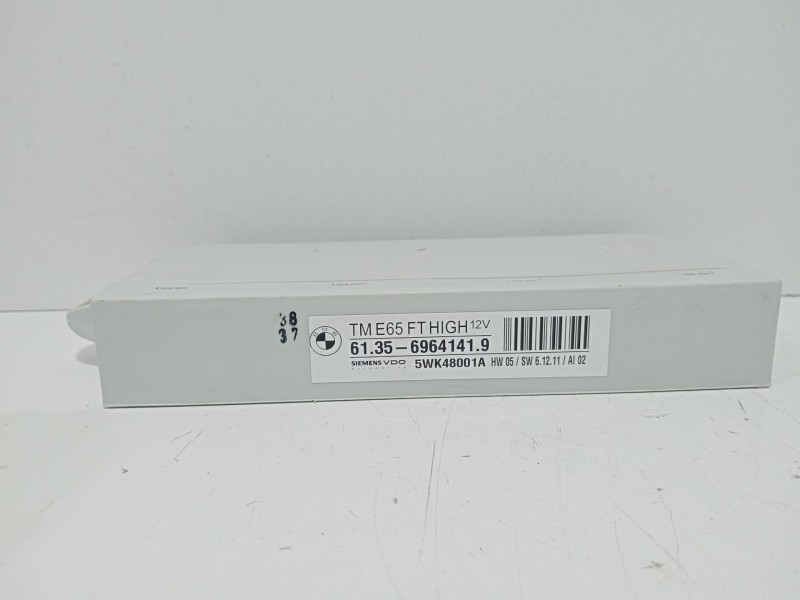 38
37
BMW
TM E65 FT HIGH 12V
61.35 – 6964141.9
SIEMENS VDO 5WK48001A HW 05 / SW 6.12.11 / AI 02